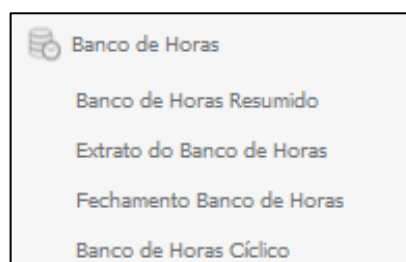 Banco de Horas
Banco de Horas Resumido
Extrato do Banco de Horas
Fechamento Banco de Horas
Banco de Horas Cíclico